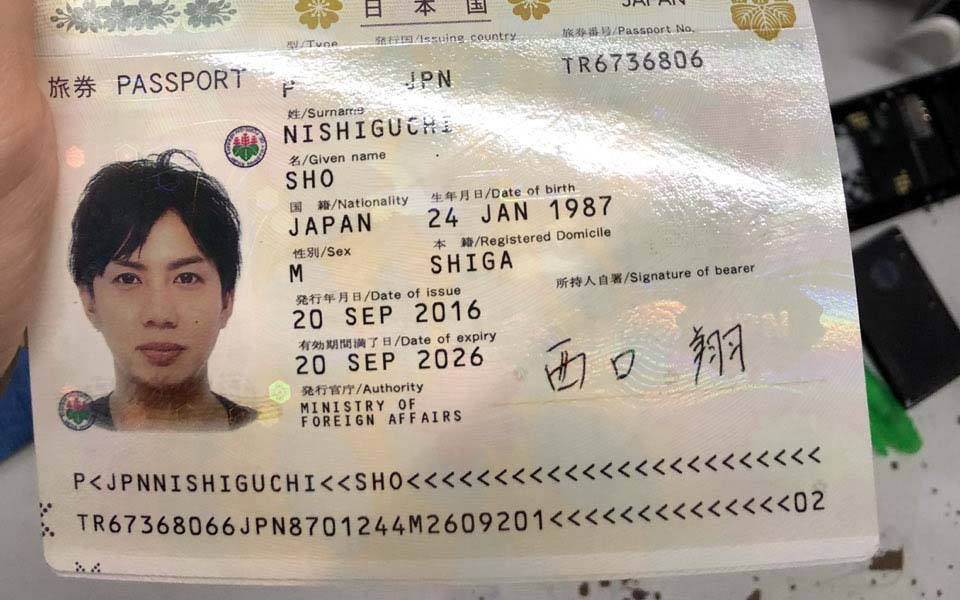 日本国
JAPAN
型/Type 発行国/Issuing country 旅券番号/Passport No.
旅券 PASSPORT P JPN TR6736806
姓/Surname
NISHIGUCHI
名/Given name
SHO
国 籍/Nationality 生年月日/Date of birth
JAPAN 24 JAN 1987
性別/Sex 本 籍/Registered Domicile
M SHIGA
所持人自署/Signature of bearer
発行年月日/Date of issue
20 SEP 2016
有効期間満了日/Date of expiry
20 SEP 2026
西口 翔
発行官庁/Authority
MINISTRY OF
FOREIGN AFFAIRS
P<JPNNISHIGUCHI<<SHO<<<<<<<<<<<<<<<<<<<<<<<<
TR67368066JPN8701244M2609201<<<<<<<<<<<<<<02